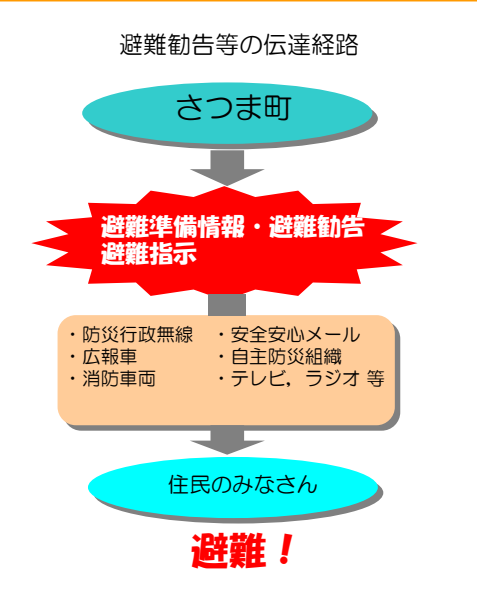 避難勧告等の伝達経路
さつま町
避難準備情報・避難勧告
避難指示
・防災行政無線 ・安全安心メール
・広報車 ・自主防災組織
・消防車両 ・テレビ，ラジオ 等
住民のみなさん
避難！